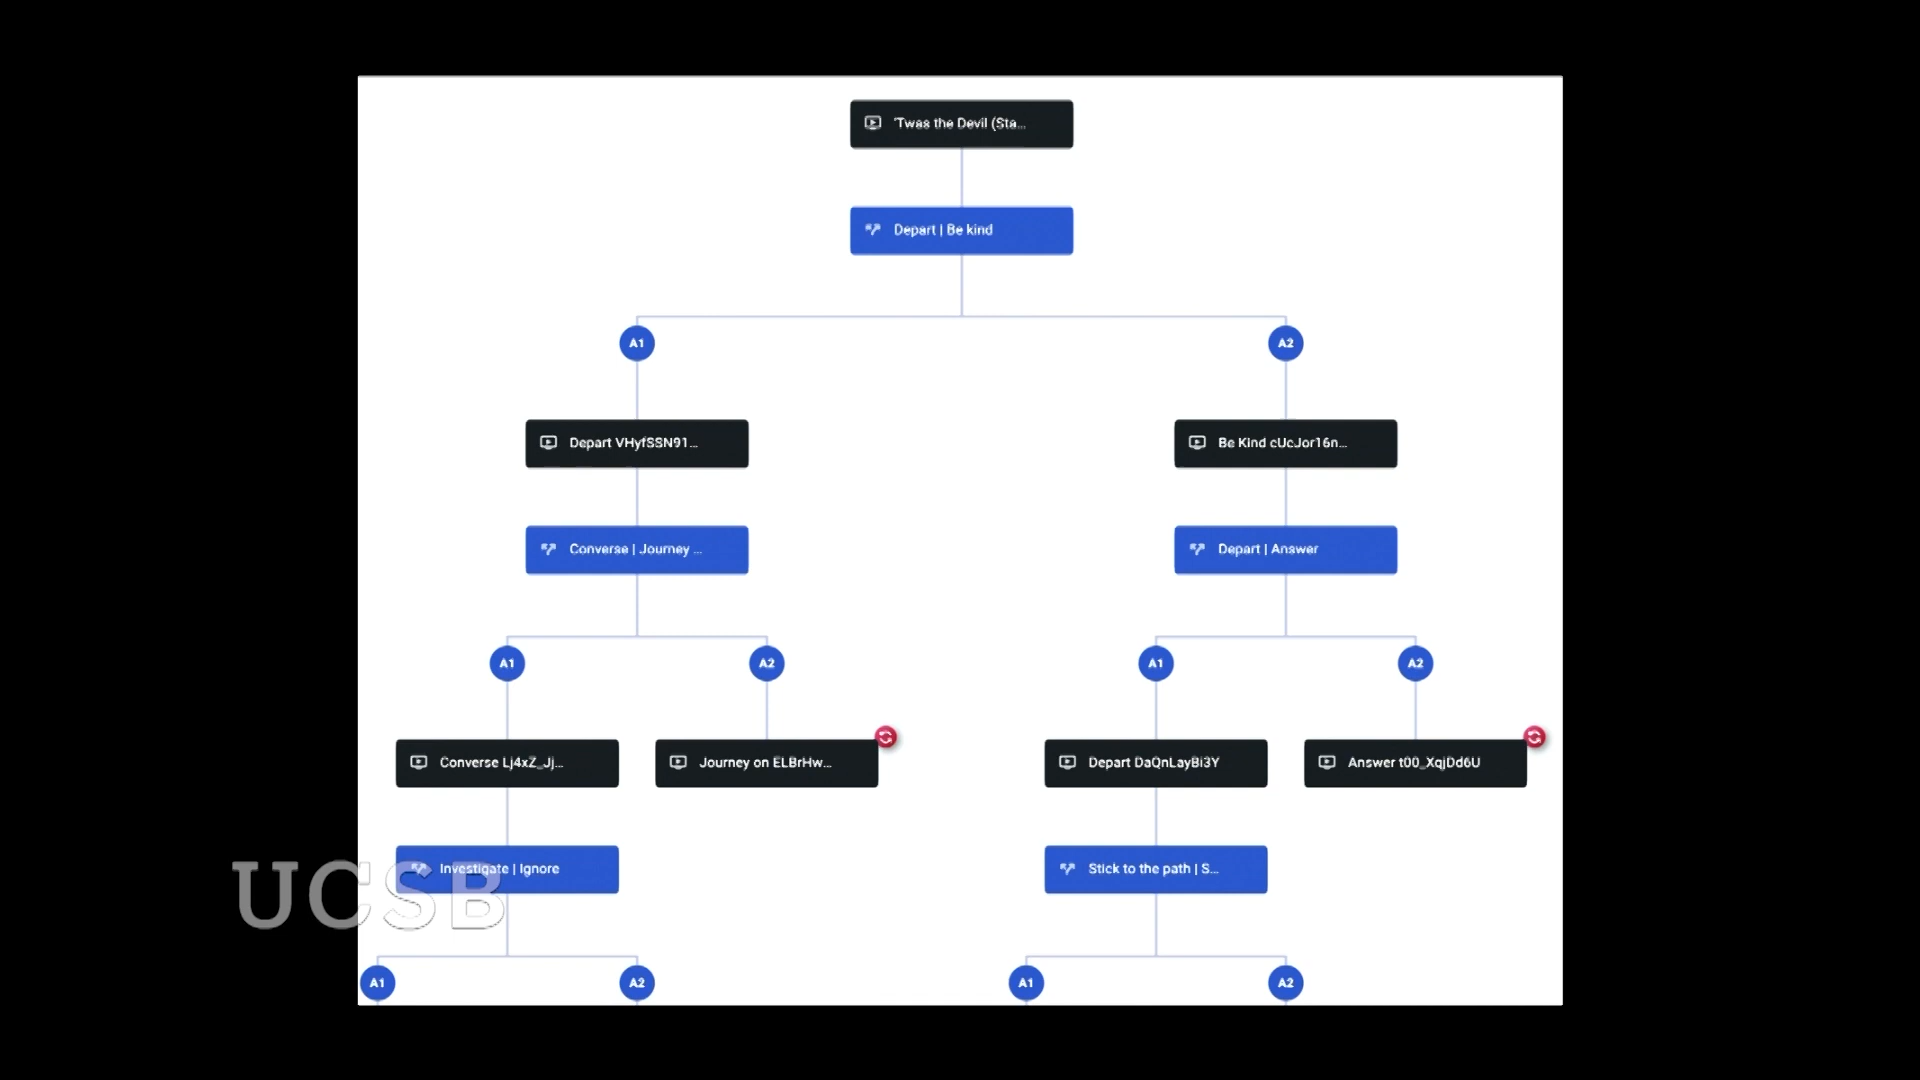 'Twas the Devil (Sta...
Depart | Be kind
A1
A2
Depart VHyfSSN91...
Be Kind cUcJor16n...
Converse | Journey ...
Depart | Answer
A1
A2
A1
A2
Converse Lj4xZ_Jj...
Journey on ELBrHw...
Depart DaQnLayBi3Y
Answer t00_XqjDd6U
Investigate | Ignore
Stick to the path | S...
UCSB
A1
A2
A1
A2